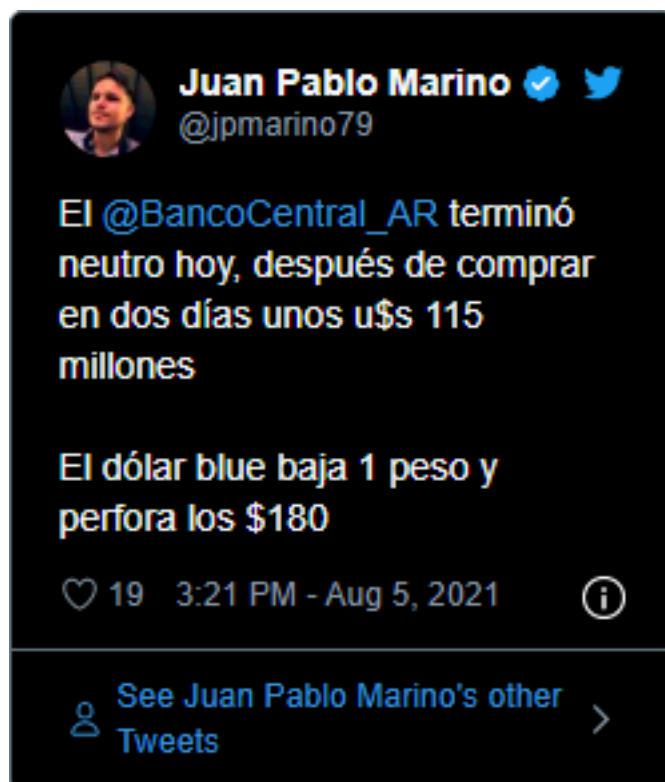 Juan Pablo Marino
@jpmarino79
El @BancoCentral_AR terminó
neutro hoy, después de comprar
en dos días unos u$s 115
millones
El dólar blue baja 1 peso y
perfora los $180
19 3:21 PM - Aug 5, 2021
See Juan Pablo Marino's other
Tweets